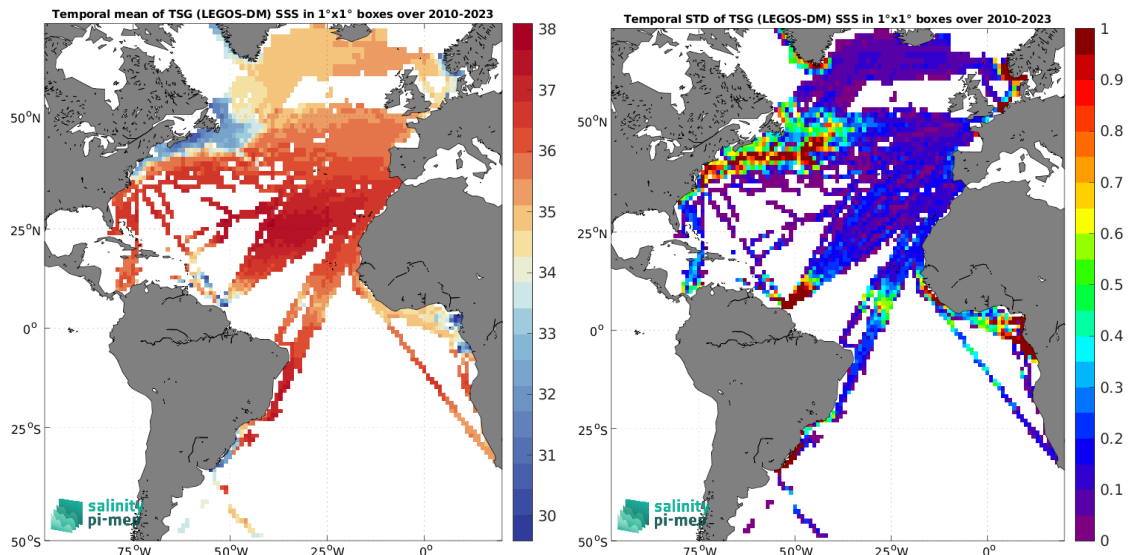 Temporal mean of TSG (LEGOS-DM) SSS in 1°x1° boxes over 2010-2023
50°N
25°N
0°
25°S
50°S
75°W
50°W
25°W
0°
38
37
36
35
34
33
32
31
30
salinity
pi-mep
Temporal STD of TSG (LEGOS-DM) SSS in 1°x1° boxes over 2010-2023
50°N
25°N
0°
25°S
50°S
75°W
50°W
25°W
0°
1
0.9
0.8
0.7
0.6
0.5
0.4
0.3
0.2
0.1
0
salinity
pi-mep